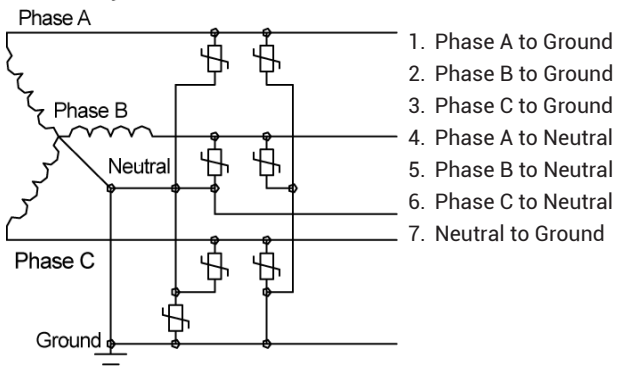 Phase A
Phase B
Neutral
Phase C
Ground
1. Phase A to Ground
2. Phase B to Ground
3. Phase C to Ground
4. Phase A to Neutral
5. Phase B to Neutral
6. Phase C to Neutral
7. Neutral to Ground